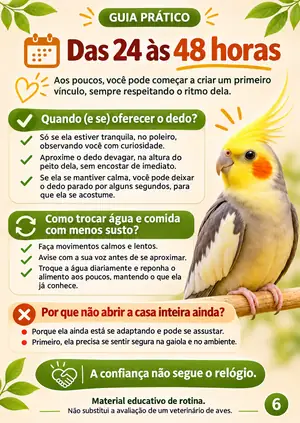 GUIA PRÁTICO
Das 24 às 48 horas
Aos poucos, você pode começar a criar um primeiro
vínculo, sempre respeitando o ritmo dela.
Quando (e se) oferecer o dedo?
Só se ela estiver tranquila, no poleiro,
observando você com curiosidade.
Aproxime o dedo devagar, na altura do
peito dela, sem encostar de imediato.
Se ela se mantiver calma, você pode deixar
o dedo parado por alguns segundos, para
que ela se acostume.
Como trocar água e comida
com menos susto?
Faça movimentos calmos e lentos.
Avise com a sua voz antes de se aproximar.
Troque a água diariamente e reponha o
alimento aos poucos, mantendo o que ela
já conhece.
Por que não abrir a casa inteira ainda?
Porque ela ainda está se adaptando e pode se assustar.
Primeiro, ela precisa se sentir segura na gaiola e no ambiente.
A confiança não segue o relógio.
Material educativo de rotina.
Não substitui a avaliação de um veterinário de aves.
6